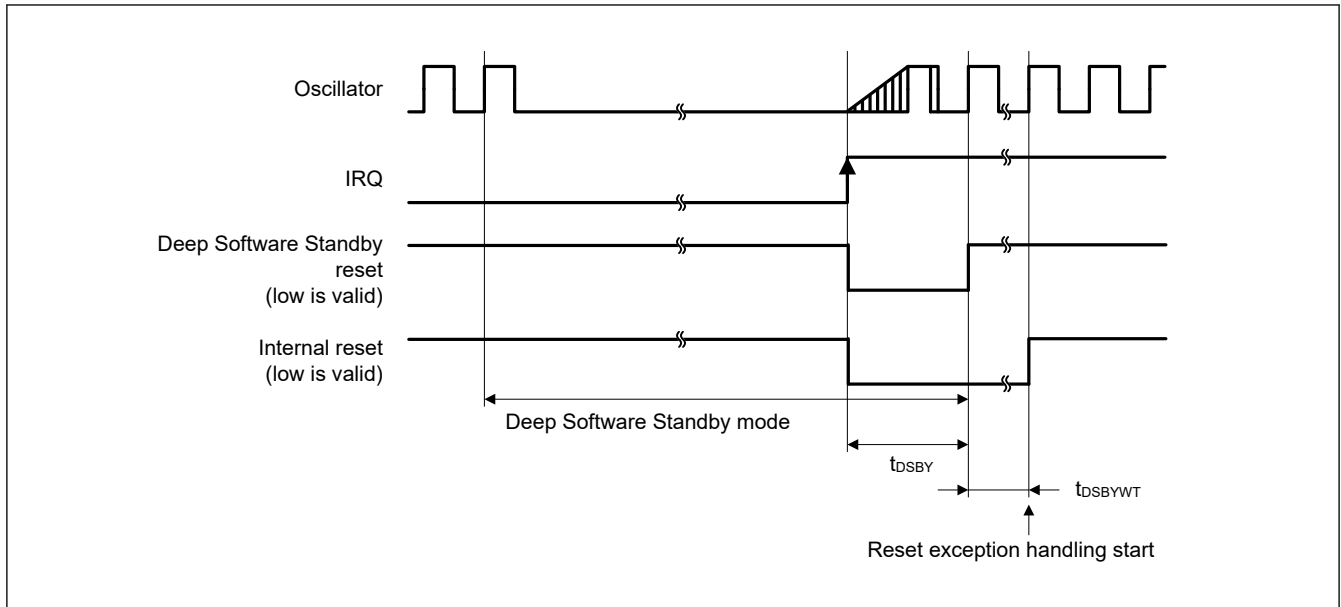 Oscillator
IRQ
Deep Software Standby
reset
(low is valid)
Internal reset
(low is valid)
Deep Software Standby mode
tDSBY
tDSBYWT
Reset exception handling start